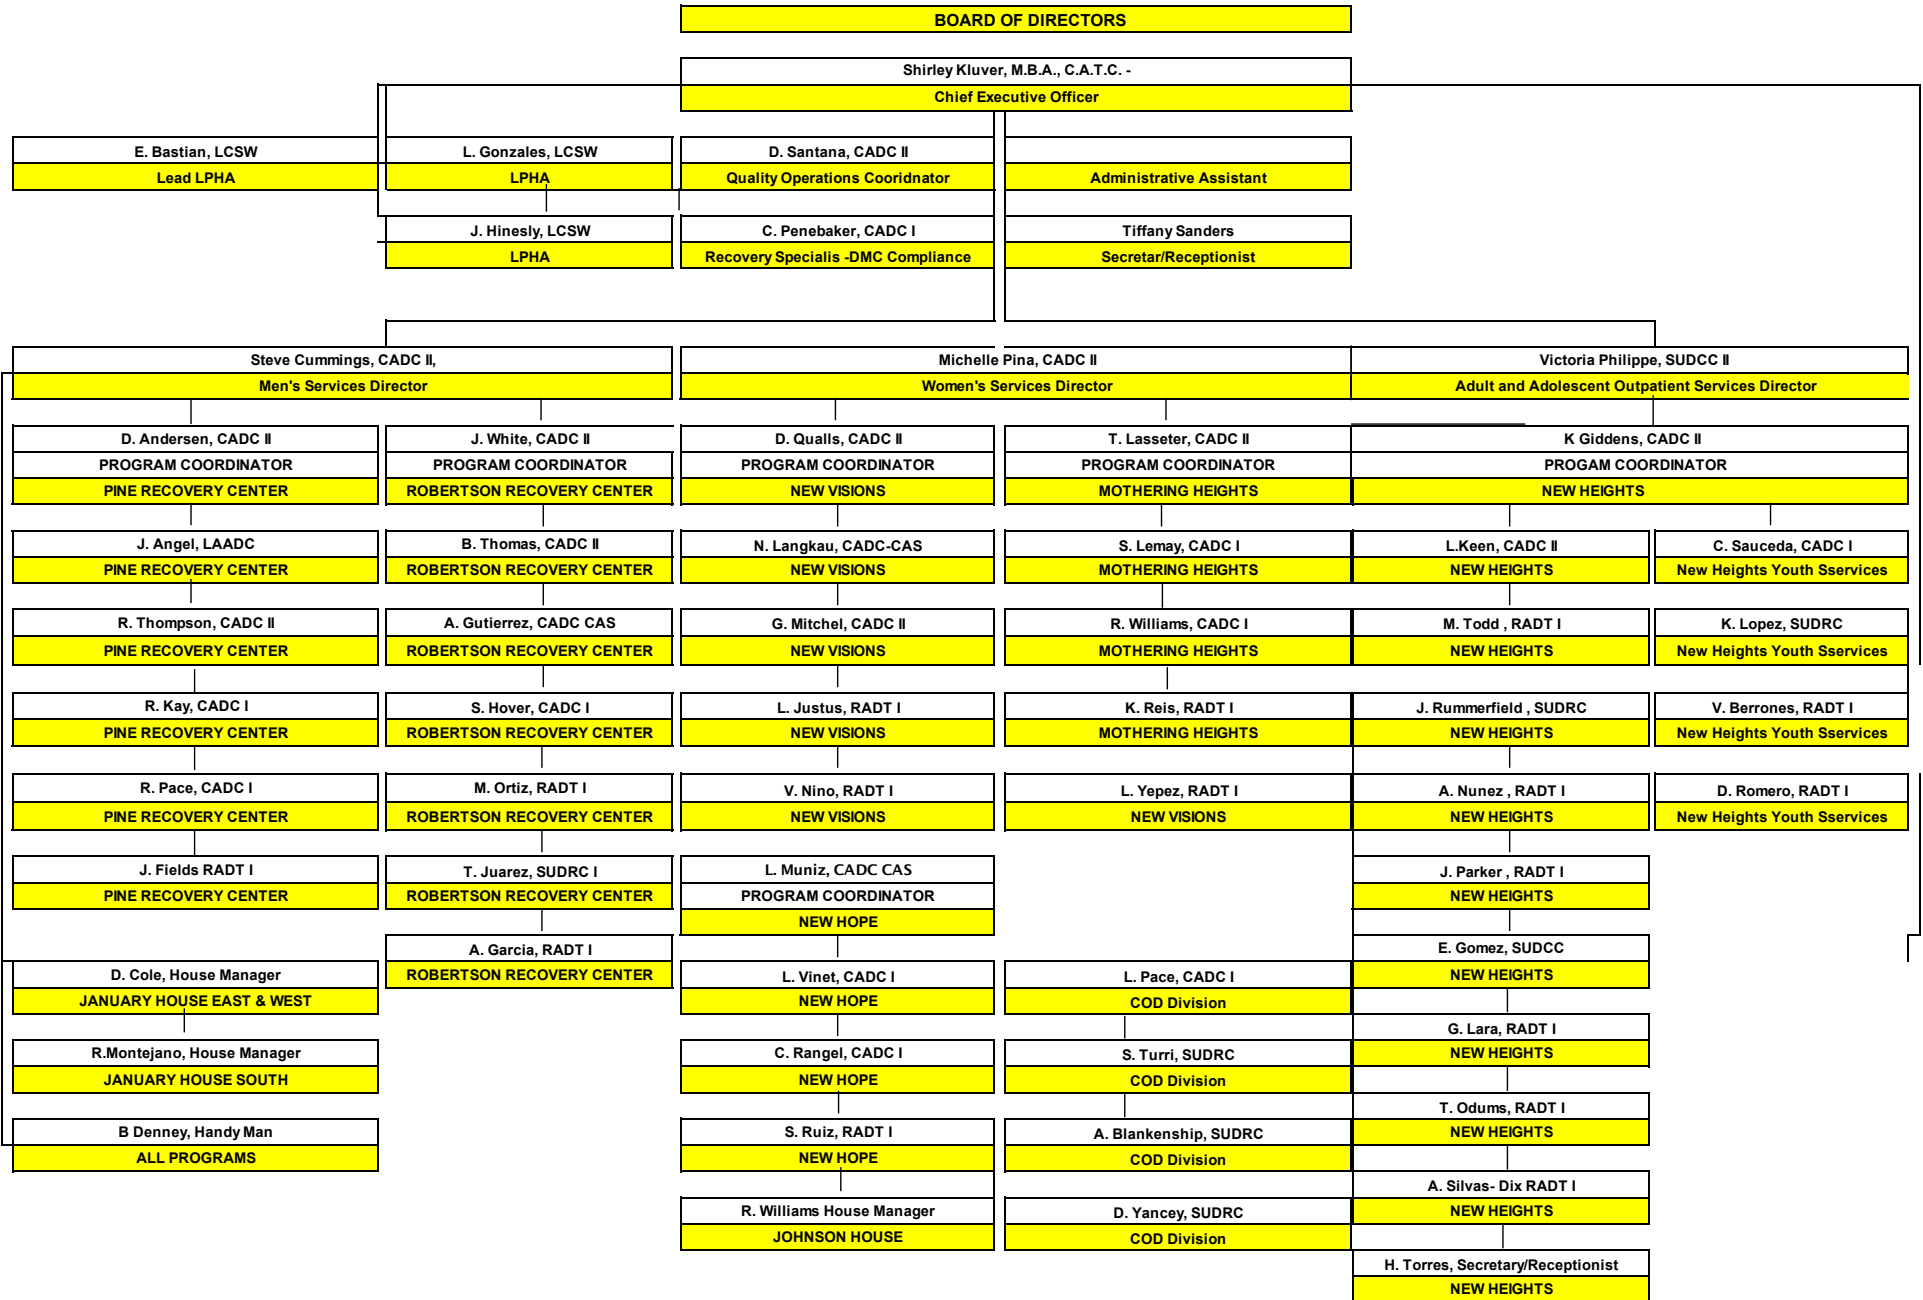 BOARD OF DIRECTORS
Shirley Kluver, M.B.A., C.A.T.C. -
Chief Executive Officer
E. Bastian, LCSW
Lead LPHA
L. Gonzales, LCSW
LPHA
D. Santana, CADC II
Quality Operations Cooridnator
Administrative Assistant
J. Hinesly, LCSW
LPHA
C. Penebaker, CADC I
Recovery Specialis -DMC Compliance
Tiffany Sanders
Secretar/Receptionist
Steve Cummings, CADC II,
Men's Services Director
Michelle Pina, CADC II
Women's Services Director
Victoria Philippe, SUDCC II
Adult and Adolescent Outpatient Services Director
D. Andersen, CADC II
PROGRAM COORDINATOR
PINE RECOVERY CENTER
J. White, CADC II
PROGRAM COORDINATOR
ROBERTSON RECOVERY CENTER
D. Qualls, CADC II
PROGRAM COORDINATOR
NEW VISIONS
T. Lasseter, CADC II
PROGRAM COORDINATOR
MOTHERING HEIGHTS
K Giddens, CADC II
PROGAM COORDINATOR
NEW HEIGHTS
J. Angel, LAADC
PINE RECOVERY CENTER
B. Thomas, CADC II
ROBERTSON RECOVERY CENTER
N. Langkau, CADC-CAS
NEW VISIONS
S. Lemay, CADC I
MOTHERING HEIGHTS
L.Keen, CADC II
NEW HEIGHTS
C. Sauceda, CADC I
New Heights Youth Sservices
R. Thompson, CADC II
PINE RECOVERY CENTER
A. Gutierrez, CADC CAS
ROBERTSON RECOVERY CENTER
G. Mitchel, CADC II
NEW VISIONS
R. Williams, CADC I
MOTHERING HEIGHTS
M. Todd , RADT I
NEW HEIGHTS
K. Lopez, SUDRC
New Heights Youth Sservices
R. Kay, CADC I
PINE RECOVERY CENTER
S. Hover, CADC I
ROBERTSON RECOVERY CENTER
L. Justus, RADT I
NEW VISIONS
K. Reis, RADT I
MOTHERING HEIGHTS
J. Rummerfield , SUDRC
NEW HEIGHTS
V. Berrones, RADT I
New Heights Youth Sservices
R. Pace, CADC I
PINE RECOVERY CENTER
M. Ortiz, RADT I
ROBERTSON RECOVERY CENTER
V. Nino, RADT I
NEW VISIONS
L. Yepez, RADT I
NEW VISIONS
A. Nunez , RADT I
NEW HEIGHTS
D. Romero, RADT I
New Heights Youth Sservices
J. Fields RADT I
PINE RECOVERY CENTER
T. Juarez, SUDRC I
ROBERTSON RECOVERY CENTER
L. Muniz, CADC CAS
PROGRAM COORDINATOR
NEW HOPE
J. Parker , RADT I
NEW HEIGHTS
A. Garcia, RADT I
ROBERTSON RECOVERY CENTER
E. Gomez, SUDCC
NEW HEIGHTS
D. Cole, House Manager
JANUARY HOUSE EAST & WEST
L. Vinet, CADC I
NEW HOPE
L. Pace, CADC I
COD Division
G. Lara, RADT I
NEW HEIGHTS
R.Montejano, House Manager
JANUARY HOUSE SOUTH
C. Rangel, CADC I
NEW HOPE
S. Turri, SUDRC
COD Division
T. Odums, RADT I
NEW HEIGHTS
B Denney, Handy Man
ALL PROGRAMS
S. Ruiz, RADT I
NEW HOPE
A. Blankenship, SUDRC
COD Division
A. Silvas- Dix RADT I
NEW HEIGHTS
R. Williams House Manager
JOHNSON HOUSE
D. Yancey, SUDRC
COD Division
H. Torres, Secretary/Receptionist
NEW HEIGHTS